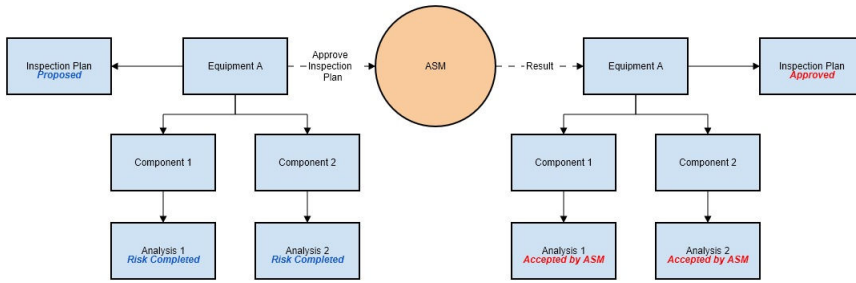 Inspection Plan
Proposed
Equipment A
Approve
Inspection
Plan
ASM
Result
Equipment A
Inspection Plan
Approved
Component 1
Component 2
Component 1
Component 2
Analysis 1
Risk Completed
Analysis 2
Risk Completed
Analysis 1
Accepted by ASM
Analysis 2
Accepted by ASM